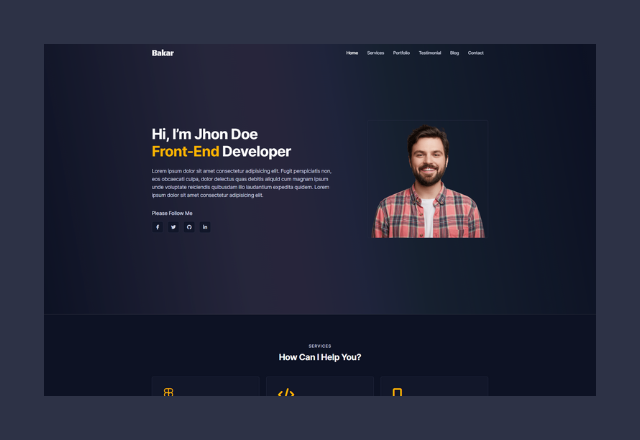 Bakar
Home Services Portfolio Testimonial Blog Contact
Hi, I'm Jhon Doe
Front-End Developer
Lorem ipsum dolor sit amet consectetur adipisicing elit. Fugit perspiciatis non,
eos obcaecati culpa, dolor delectus quas debitis aliquid cum magnam ipsum
unde voluptate reiciendis quibusdam illo laudantium expedita quidem. Lorem
ipsum dolor sit amet consectetur adipisicing elit.
Please Follow Me
SERVICES
How Can I Help You?